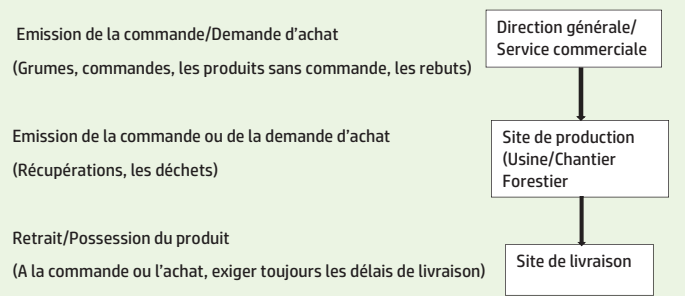 Emission de la commande/Demande d’achat
(Grumes, commandes, les produits sans commande, les rebuts)
Direction générale/
Service commerciale
Emission de la commande ou de la demande d’achat
(Récupérations, les déchets)
Site de production
(Usine/Chantier
Forestier
Retrait/Possession du produit
(A la commande ou l’achat, exiger toujours les délais de livraison)
Site de livraison